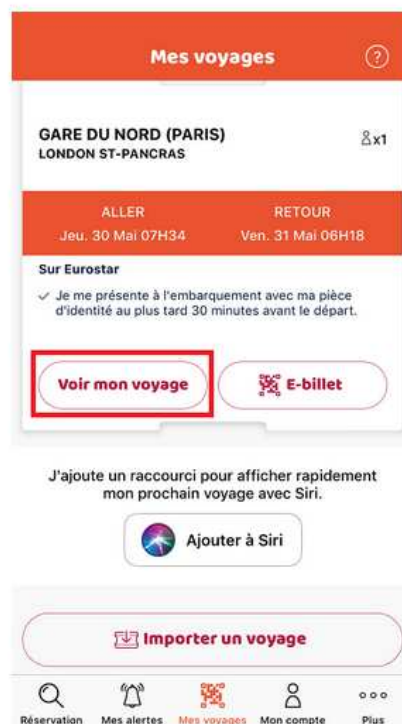 Mes voyages
?
GARE DU NORD (PARIS)
x1
LONDON ST-PANCRAS
ALLER
RETOUR
Jeu. 30 Mai 07H34
Ven. 31 Mai 06H18
Sur Eurostar
Je me présente à l'embarquement avec ma pièce
d'identité au plus tard 30 minutes avant le départ.
Voir mon voyage
E-billet
J'ajoute un raccourci pour afficher rapidement
mon prochain voyage avec Siri.
Ajouter à Siri
Importer un voyage
Réservation
Mes alertes
Mes voyages
Mon compte
Plus